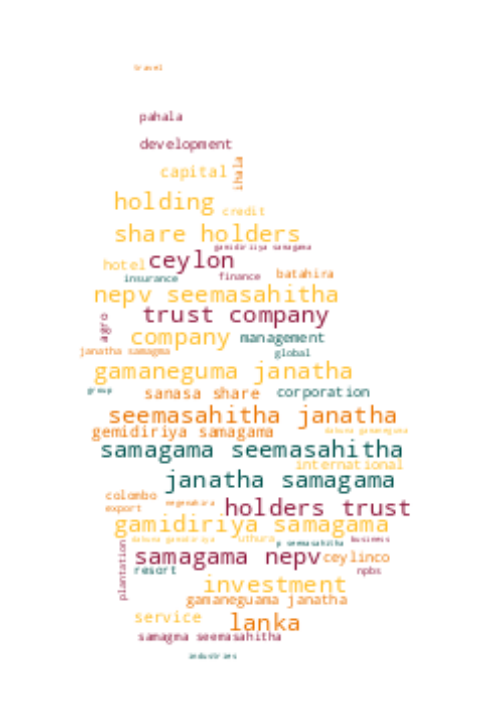 travel
pahala
development
capital
ihala
holding
credit
share holders
gamidiriya samagama
ceylon
hotel
batahira
insurance
finance
nepv seemasahitha
trust company
agro
company
management
janatha samagma
global
gamaneguma janatha
group
sanasa share
corporation
seemasahitha janatha
gemidiriya samagama
dakunu gamaneguma
samagama seemasahitha
international
janatha samagama
colombo
negenahira
export
holders trust
gamidiriya samagama
dakunu gamidiriya
uthura
p seemasahitha
business
plantation
samagama nepv
ceylinco
resort
npbs
investment
gamaneguama janatha
service
lanka
samagma seemasahitha
industries